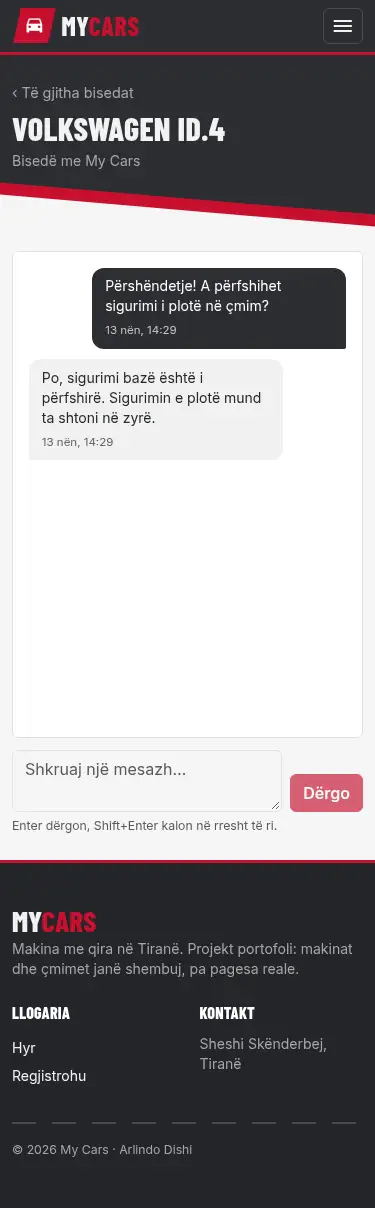 MYCARS
‹ Të gjitha bisedat
VOLKSWAGEN ID.4
Bisedë me My Cars
Përshëndetje! A përfshihet
sigurimi i plotë në çmim?
13 nën, 14:29
Po, sigurimi bazë është i
përfshirë. Sigurimin e plotë mund
ta shtoni në zyrë.
13 nën, 14:29
Shkruaj një mesazh...
Dërgo
Enter dërgon, Shift+Enter kalon në rresht të ri.
MYCARS
Makina me qira në Tiranë. Projekt portofoli: makinat
dhe çmimet janë shembuj, pa pagesa reale.
LLOGARIA
Hyr
Regjistrohu
KONTAKT
Sheshi Skënderbej,
Tiranë
© 2026 My Cars · Arlindo Dishi